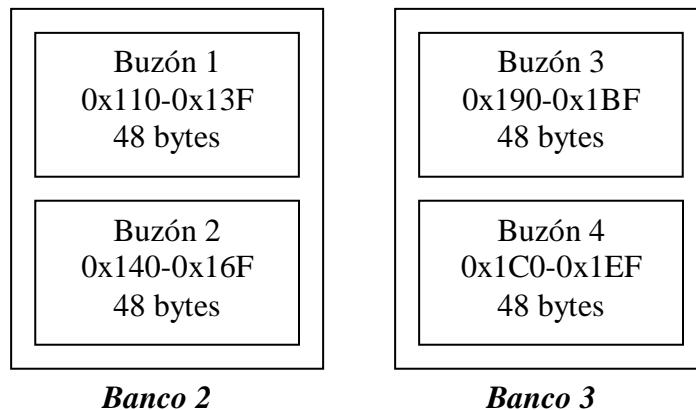 Buzón 1
0x110-0x13F
48 bytes
Buzón 2
0x140-0x16F
48 bytes
Banco 2
Buzón 3
0x190-0x1BF
48 bytes
Buzón 4
0x1C0-0x1EF
48 bytes
Banco 3